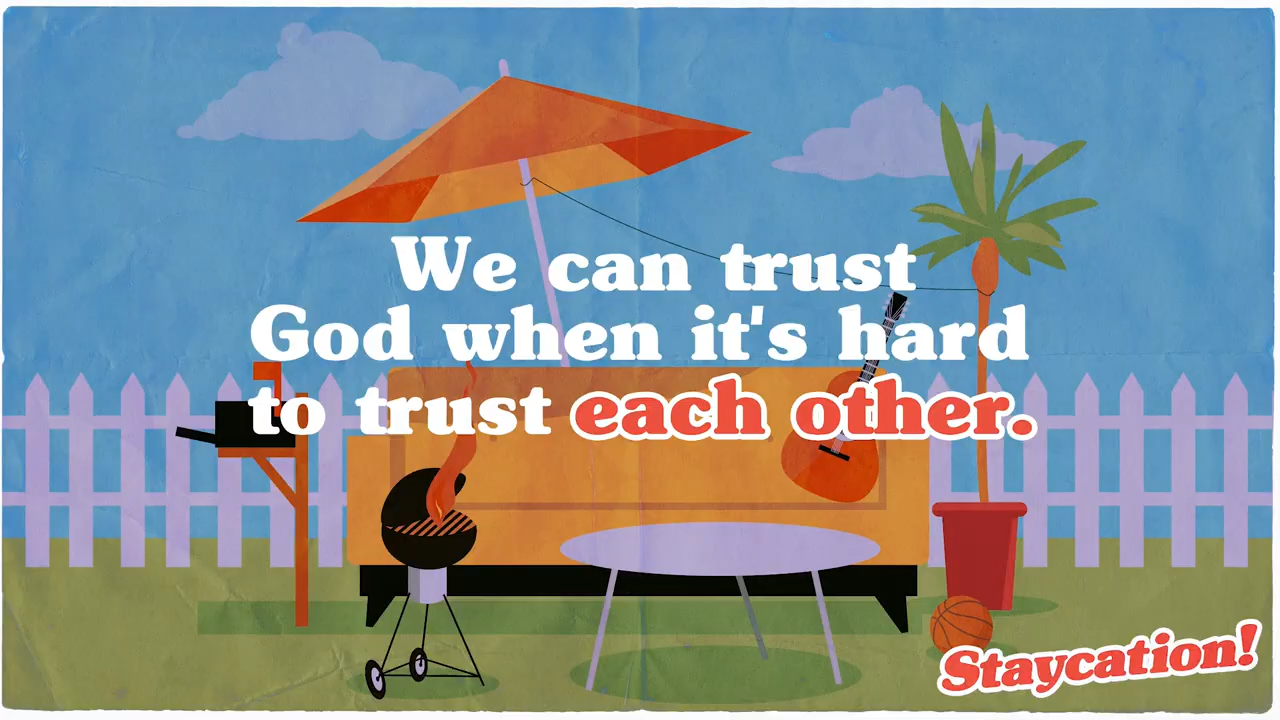 We can trust
God when it's hard
to trust each other.
Staycation!